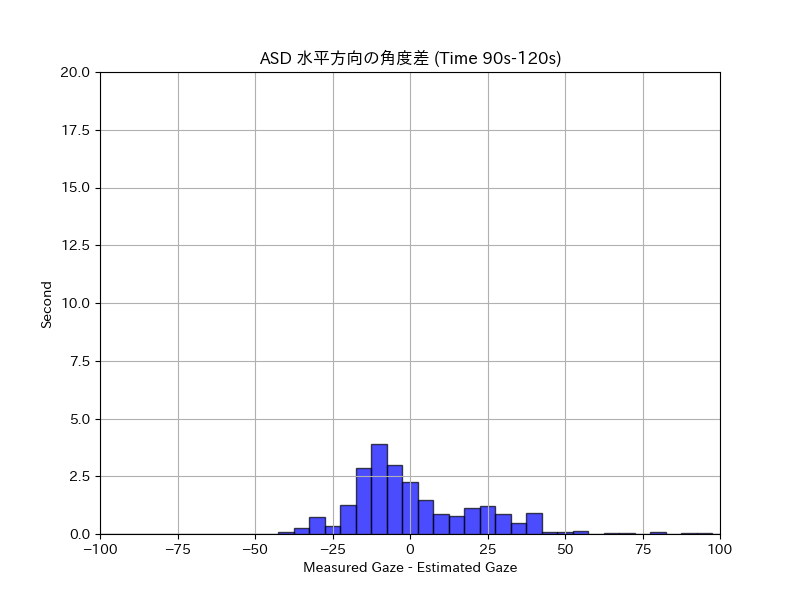 ASD 水平方向の角度差 (Time 90s-120s)
20.0
17.5
15.0
12.5
10.0
7.5
5.0
2.5
0.0
Second
−100 −75 −50 −25 0 25 50 75 100
Measured Gaze - Estimated Gaze